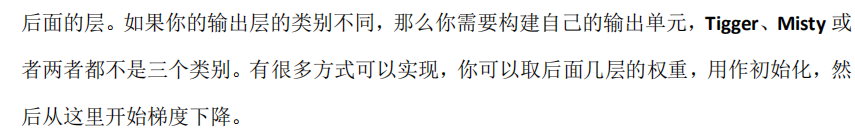 后面的层。如果你的输出层的类别不同，那么你需要构建自己的输出单元，Tigger、Misty 或
者两者都不是三个类别。有很多方式可以实现，你可以取后面几层的权重，用作初始化，然
后从这里开始梯度下降。